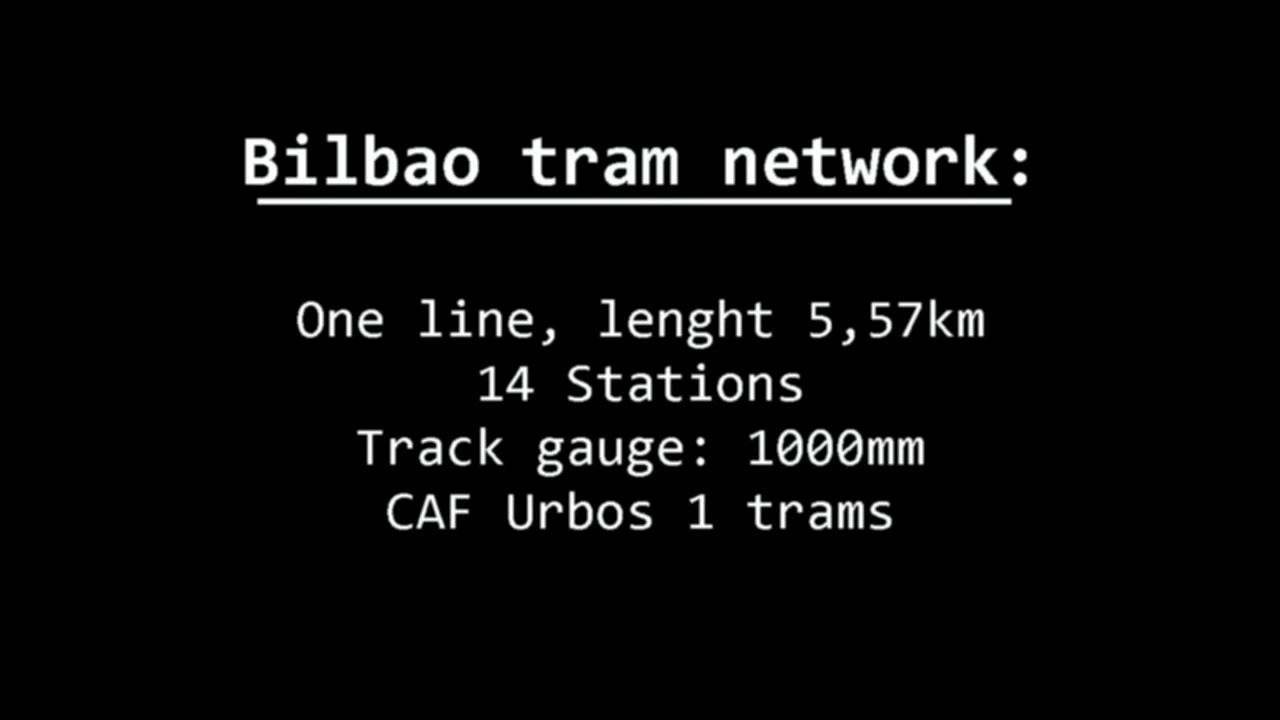 Bilbao tram network:
One line, lenght 5,57km
14 Stations
Track gauge: 1000mm
CAF Urbos 1 trams